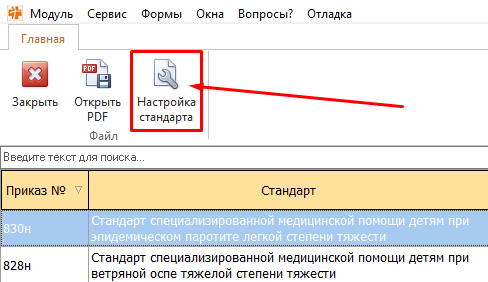 Модуль Сервис Формы Окна Вопросы? Отладка
Главная
Закрыть Открыть PDF Настройка стандарта
Файл
Введите текст для поиска...
Приказ № Стандарт
830н Стандарт специализированной медицинской помощи детям при
эпидемическом паротите легкой степени тяжести
828н Стандарт специализированной медицинской помощи детям при
ветряной оспе тяжелой степени тяжести